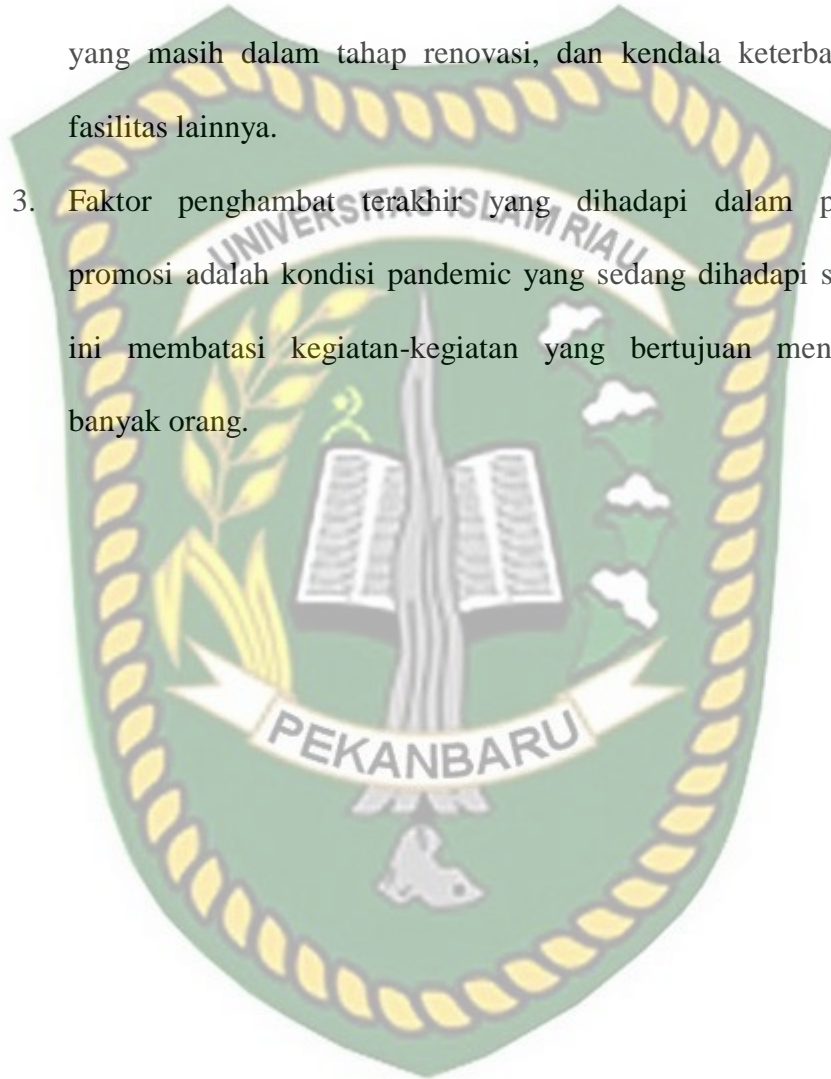 yang masih dalam tahap renovasi, dan kendala keterba
fasilitas lainnya.
3. Faktor penghambat terakhir yang dihadapi dalam p
promosi adalah kondisi pandemic yang sedang dihadapi s
ini membatasi kegiatan-kegiatan yang bertujuan men
banyak orang.
UNIVERSITAS ISLAM RIAU
PEKANBARU